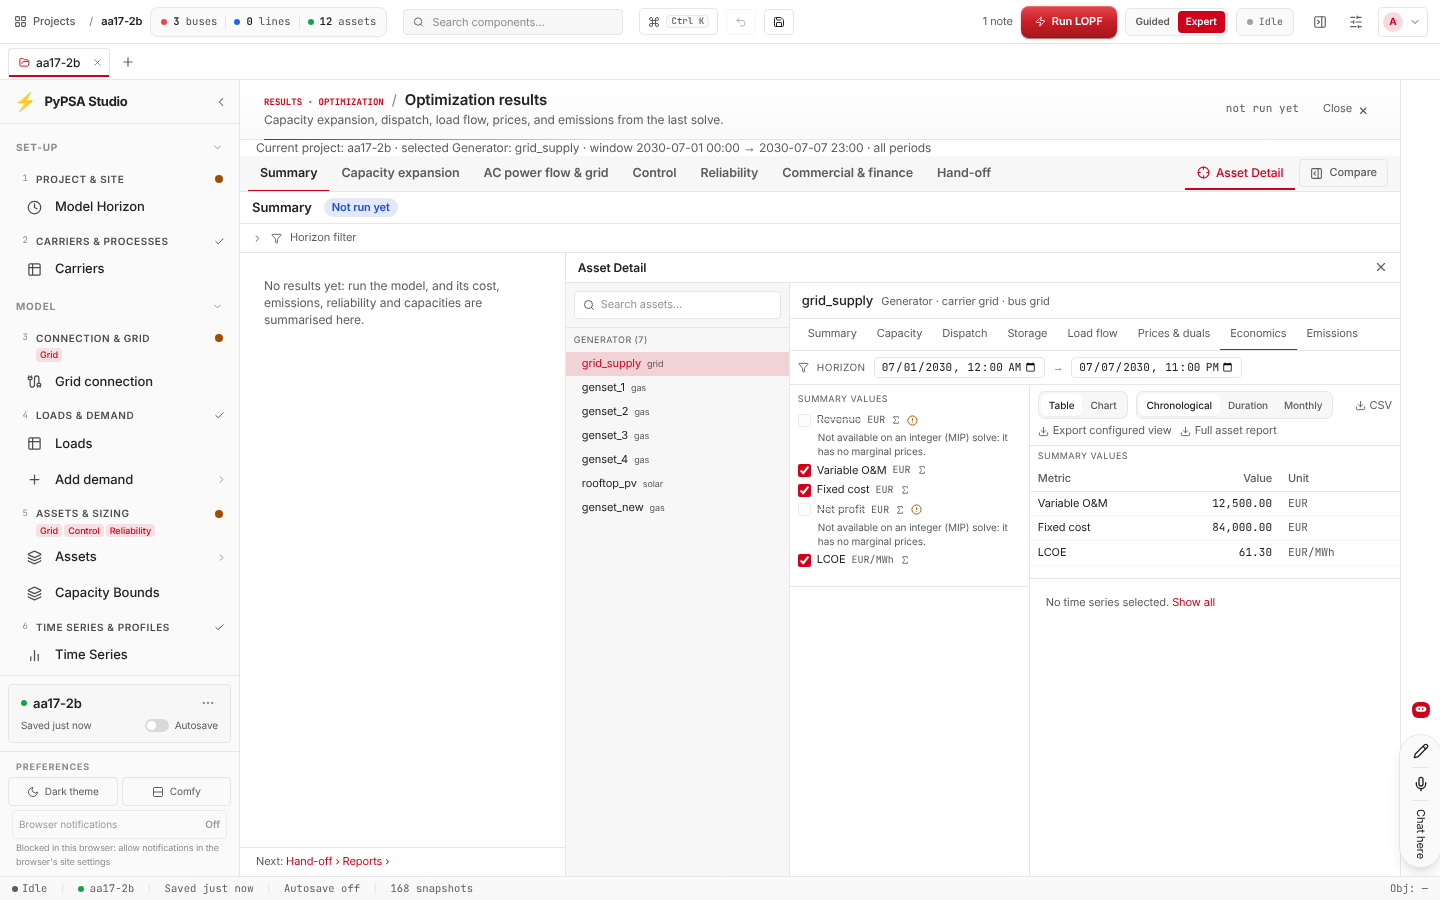 Projects / aa17-2b 3 buses 0 lines 12 assets Search components... ⌘ Ctrl K 1 note Run LOPF Guided Expert Idle A
aa17-2b × +
PyPSA Studio
SET-UP
1 PROJECT & SITE
Model Horizon
2 CARRIERS & PROCESSES
Carriers
MODEL
3 CONNECTION & GRID
Grid
Grid connection
4 LOADS & DEMAND
Loads
Add demand
5 ASSETS & SIZING
Grid Control Reliability
Assets
Capacity Bounds
6 TIME SERIES & PROFILES
Time Series
aa17-2b ...
Saved just now Autosave
PREFERENCES
Dark theme Comfy
Browser notifications Off
Blocked in this browser: allow notifications in the
browser's site settings
RESULTS · OPTIMIZATION / Optimization results
Capacity expansion, dispatch, load flow, prices, and emissions from the last solve.
not run yet Close ×
Current project: aa17-2b · selected Generator: grid_supply · window 2030-07-01 00:00 → 2030-07-07 23:00 · all periods
Summary Capacity expansion AC power flow & grid Control Reliability Commercial & finance Hand-off Asset Detail Compare
Summary Not run yet
Horizon filter
No results yet: run the model, and its cost,
emissions, reliability and capacities are
summarised here.
Next: Hand-off › Reports ›
Asset Detail
Search assets...
GENERATOR (7)
grid_supply grid
genset_1 gas
genset_2 gas
genset_3 gas
genset_4 gas
rooftop_pv solar
genset_new gas
grid_supply Generator · carrier grid · bus grid
Summary Capacity Dispatch Storage Load flow Prices & duals Economics Emissions
HORIZON 07/01/2030, 12:00 AM → 07/07/2030, 11:00 PM
SUMMARY VALUES
Revenue EUR Σ
Not available on an integer (MIP) solve: it
has no marginal prices.
Variable O&M EUR Σ
Fixed cost EUR Σ
Net profit EUR Σ
Not available on an integer (MIP) solve: it
has no marginal prices.
LCOE EUR/MWh Σ
Table Chart Chronological Duration Monthly CSV
Export configured view Full asset report
SUMMARY VALUES
Metric Value Unit
Variable O&M 12,500.00 EUR
Fixed cost 84,000.00 EUR
LCOE 61.30 EUR/MWh
No time series selected. Show all
Chat here
Idle aa17-2b Saved just now Autosave off 168 snapshots Obj: —